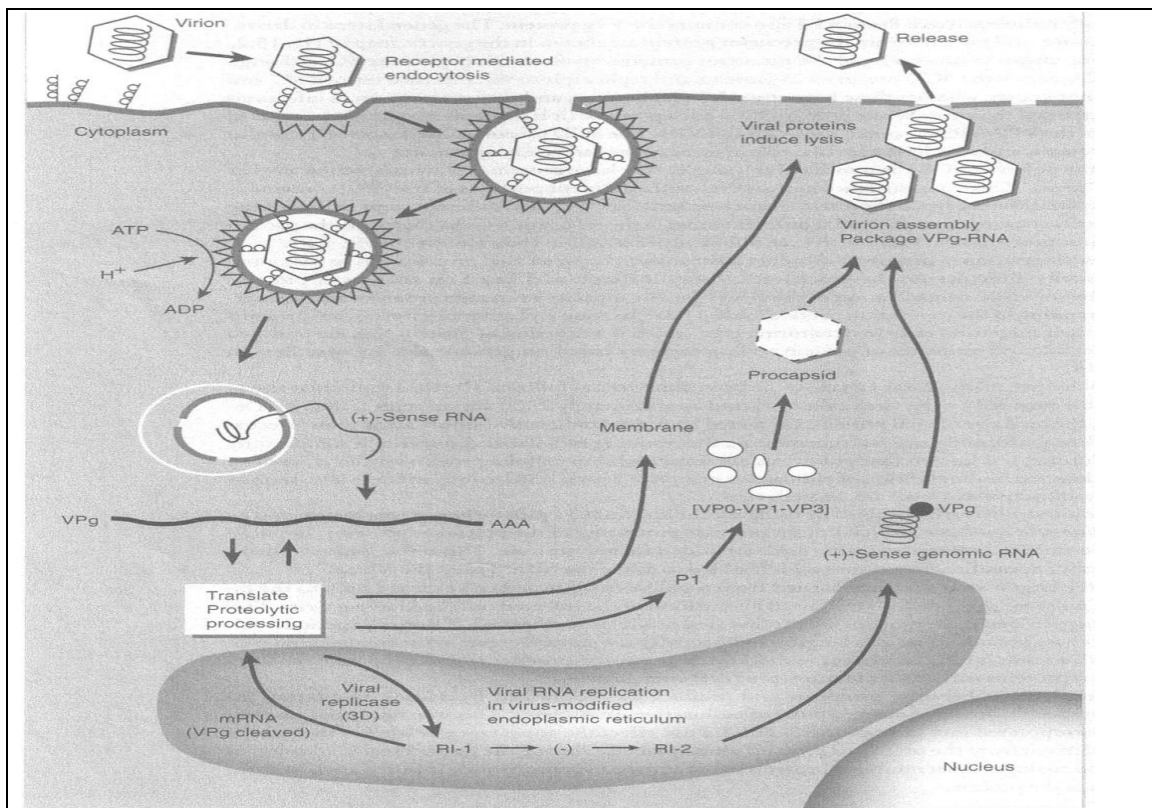 Virion
Receptor mediated
endocytosis
Release
Cytoplasm
Viral proteins
induce lysis
ATP
H+
ADP
Virion assembly
Package VPg-RNA
Procapsid
(+)-Sense RNA
Membrane
[VP0-VP1-VP3]
VPg
AAA
VPg
(+)-Sense genomic RNA
P1
Translate
Proteolytic
processing
Viral
replicase
(3D)
Viral RNA replication
in virus-modified
endoplasmic reticulum
mRNA
(VPg cleaved)
RI-1
(-)
RI-2
Nucleus